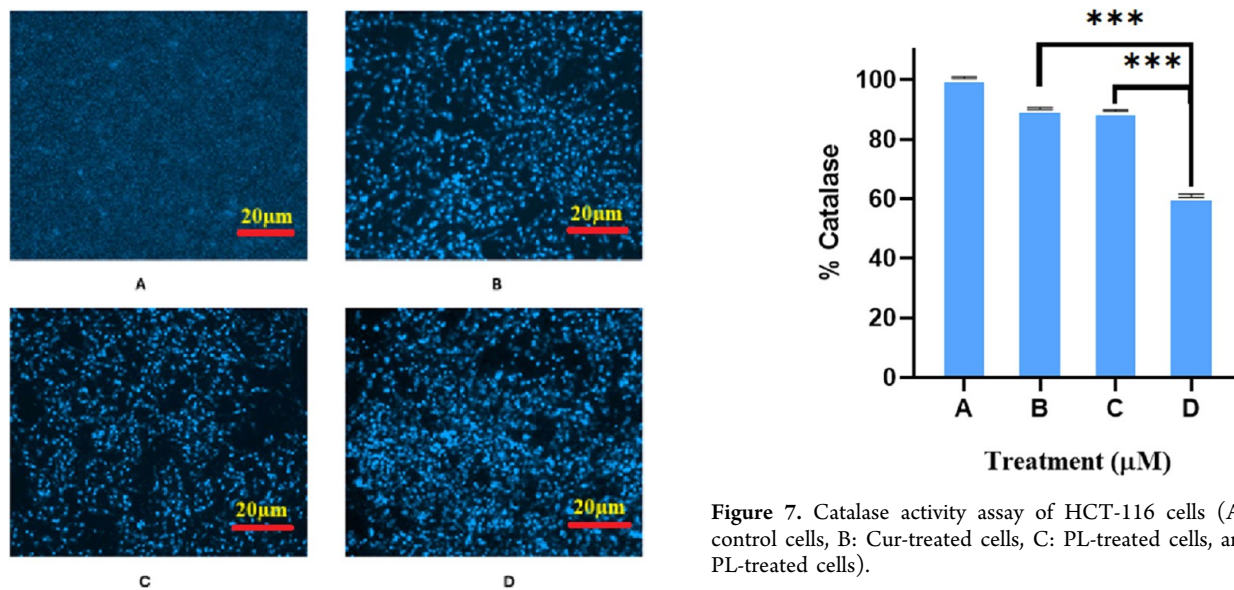 20μm
20μm
A
B
20μm
20μm
C
D
***
***
100
80
60
40
20
0
% Catalase
A B C D
Treatment (μM)
Figure 7. Catalase activity assay of HCT-116 cells (A
control cells, B: Cur-treated cells, C: PL-treated cells, an
PL-treated cells).